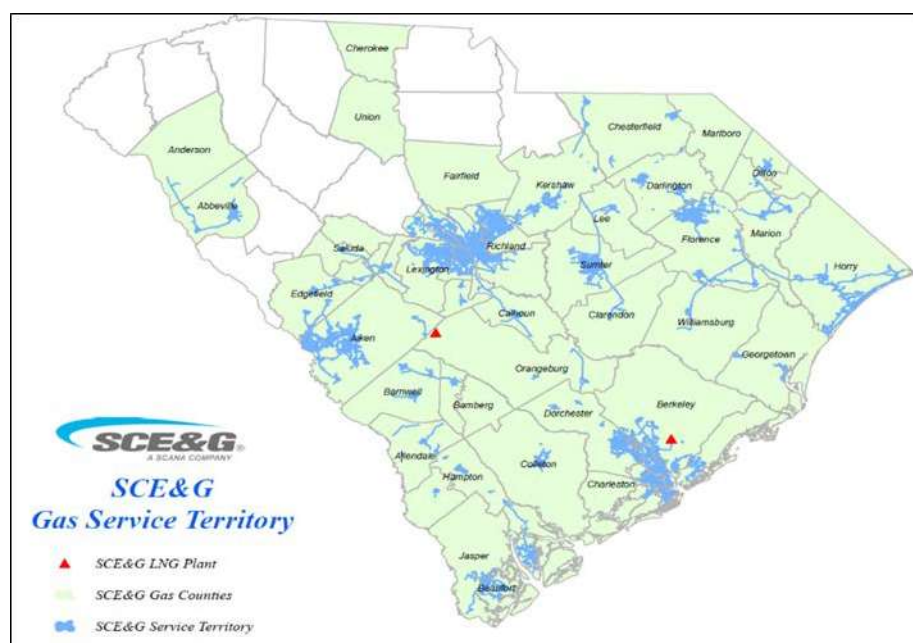 Cherokee
Union
Chesterfield
Marlboro
Anderson
Fairfield
Kershaw
Darlington
Dillon
Abbeville
Lee
Richland
Florence
Marion
Saluda
Lexington
Sumter
Horry
Edgefield
Calhoun
Clarendon
Williamsburg
Aiken
Georgetown
Orangeburg
Barnwell
Bamberg
Dorchester
Berkeley
Allendale
Hampton
Colleton
Charleston
Jasper
Beaufort
SCE&G®
A SCANA COMPANY
SCE&G
Gas Service Territory
SCE&G LNG Plant
SCE&G Gas Counties
SCE&G Service Territory